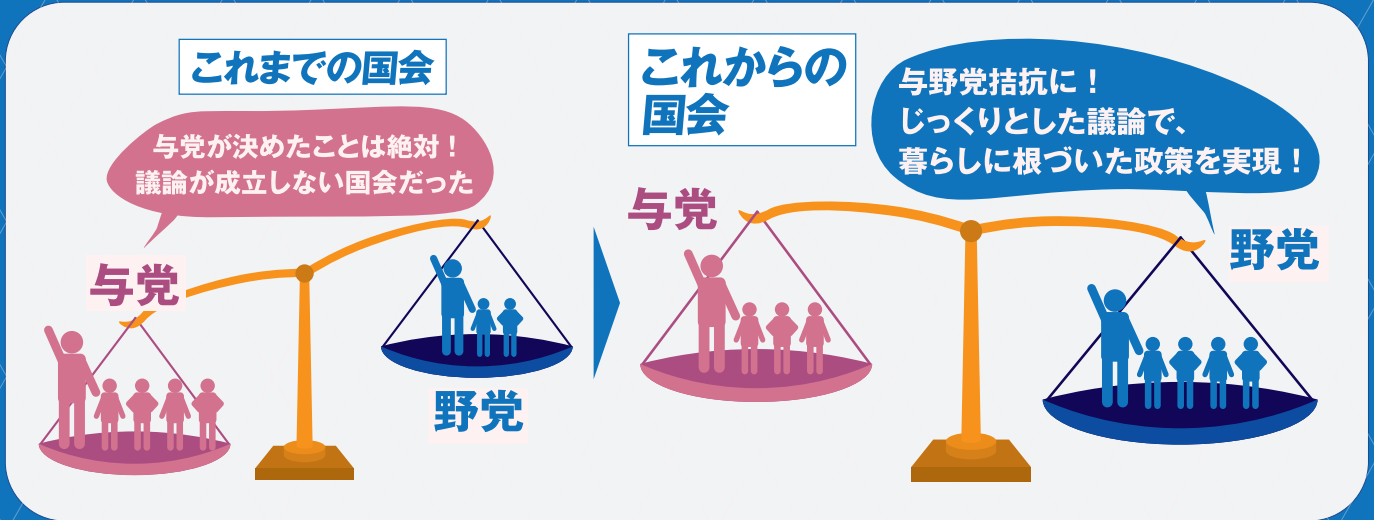 これまでの国会
与党が決めたことは絶対！
議論が成立しない国会だった
与党
野党
これからの
国会
与野党拮抗に！
じっくりとした議論で、
暮らしに根づいた政策を実現！
与党
野党